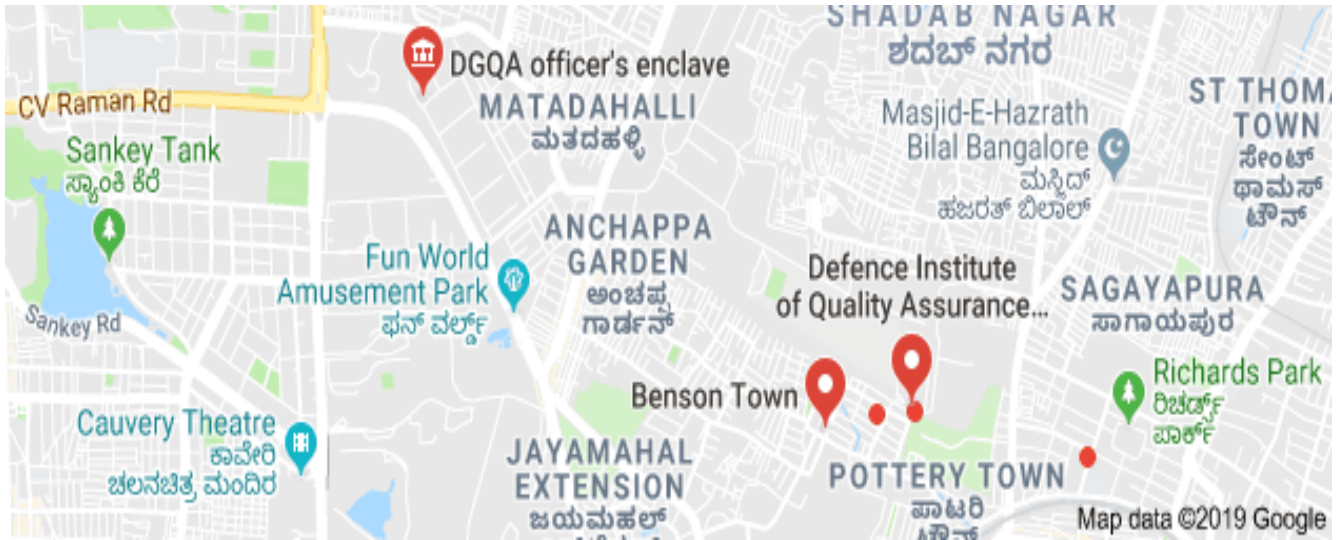 SHADAB NAGAR
ಶದಬ್ ನಗರ
DGQA officer's enclave
MATADAHALLI
ಮತದಹಳ್ಳಿ
CV Raman Rd
Sankey Tank
ಸ್ಯಾಂಕಿ ಕೆರೆ
Masjid-E-Hazrath
Bilal Bangalore
ಮಸ್ಜಿದ್
ಹಜರತ್ ಬಿಲಾಲ್
ST THOMA
TOWN
ಸೇಂಟ್
ಥಾಮಸ್
ಟೌನ್
ANCHAPPA
GARDEN
ಅಂಚಪ್ಪ
ಗಾರ್ಡನ್
Fun World
Amusement Park
ಫನ್ ವರ್ಲ್ಡ್
Defence Institute
of Quality Assurance...
SAGAYAPURA
ಸಾಗಾಯಪುರ
Sankey Rd
Richards Park
ರಿಚರ್ಡ್ಸ್
ಪಾರ್ಕ್
Benson Town
Cauvery Theatre
ಕಾವೇರಿ
ಚಲನಚಿತ್ರ ಮಂದಿರ
JAYAMAHAL
EXTENSION
ಜಯಮಹಲ್
POTTERY TOWN
ಪಾಟರಿ
ಟೌನ್
Map data ©2019 Google